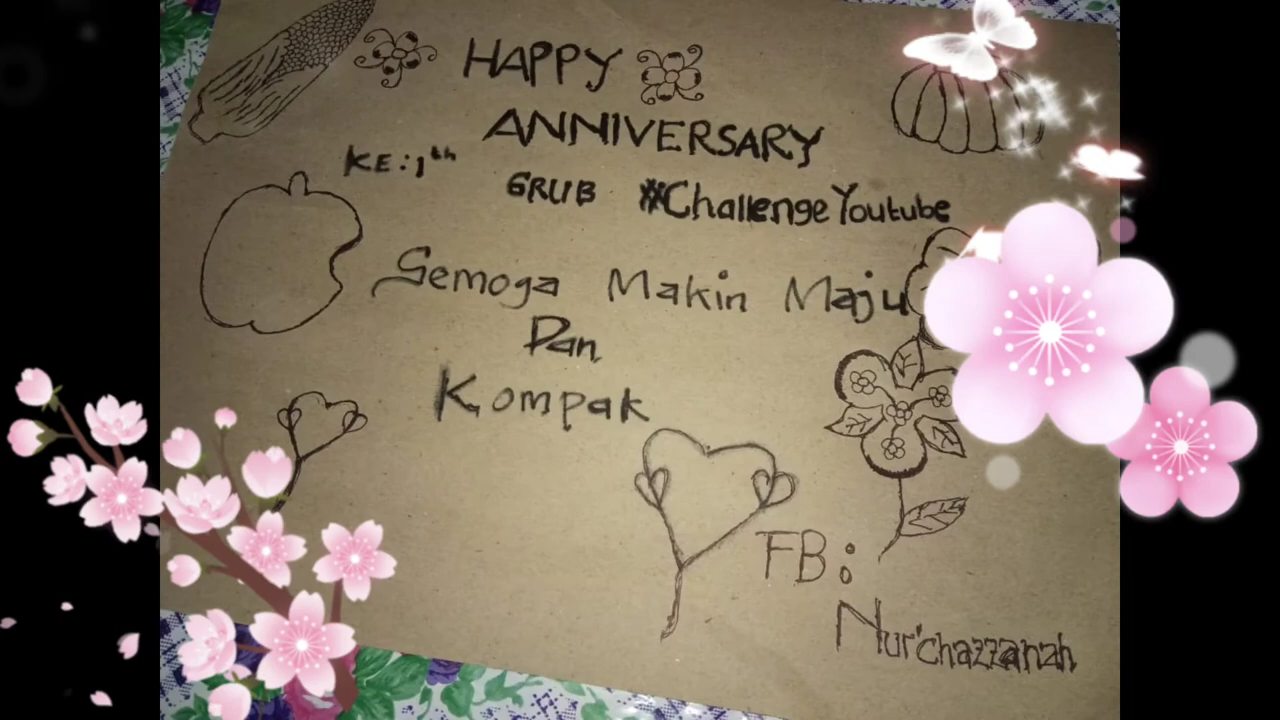 HAPPY
ANNIVERSARY
KE:1th
GRUB #ChallengeYoutube
Semoga Makin Maju
Dan
Kompak
FB:
Nur'chazzanah